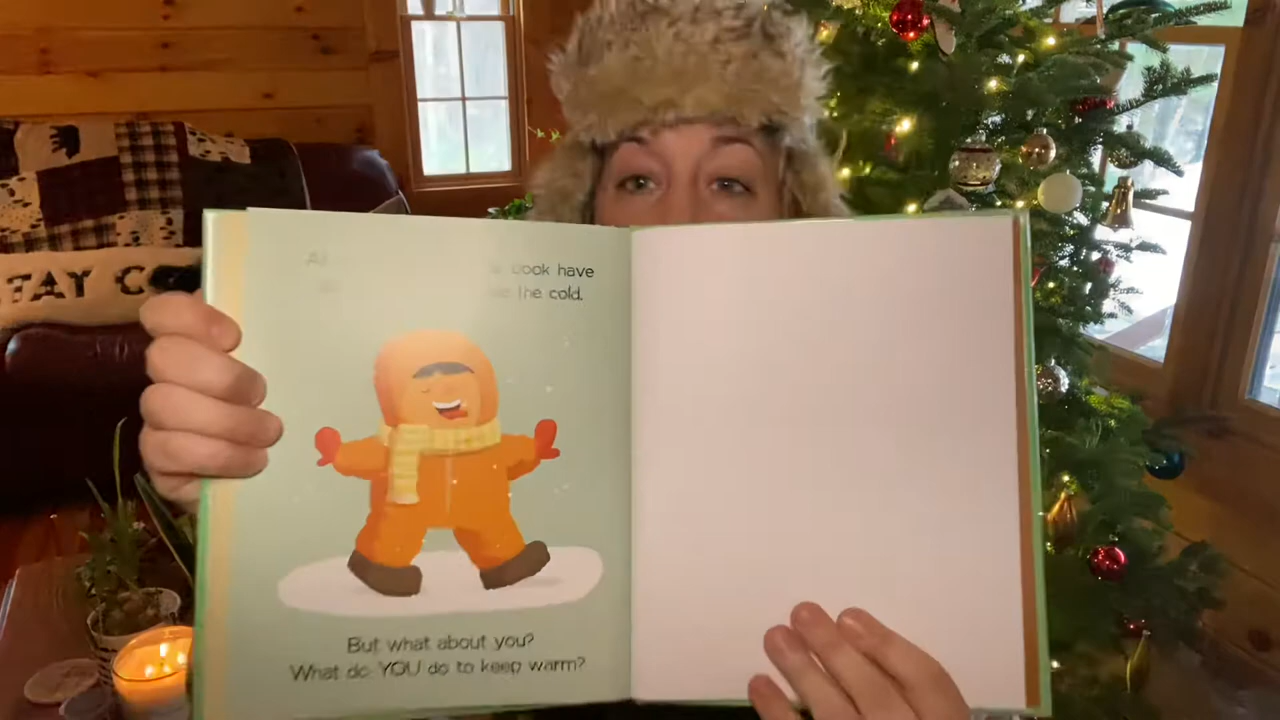 STAY
book have
the cold.
But what about you?
What do YOU do to keep warm?